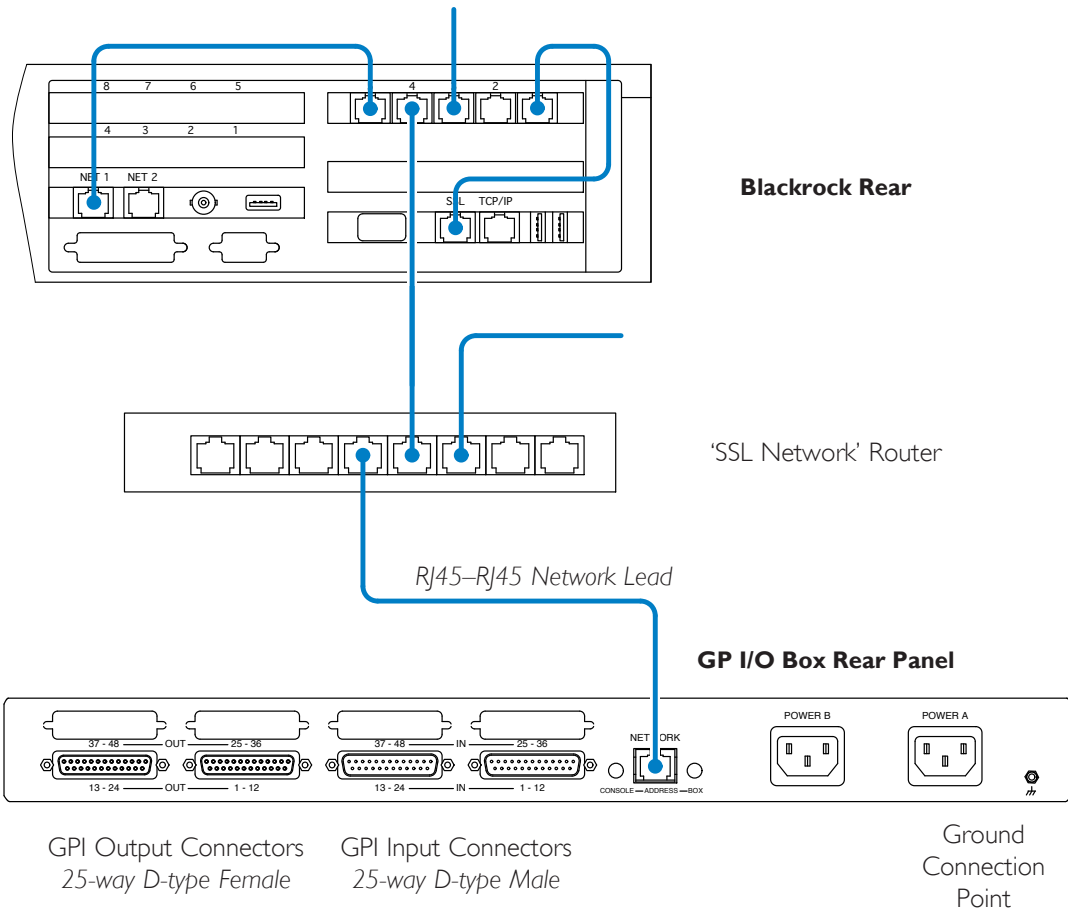 8 7 6 5
4 2
4 3 2 1
NET 1 NET 2
SSL TCP/IP
Blackrock Rear
'SSL Network' Router
RJ45–RJ45 Network Lead
GP I/O Box Rear Panel
POWER B POWER A
37 - 48 OUT 25 - 36 37 - 48 IN 25 - 36
NETWORK
13 - 24 OUT 1 - 12 13 - 24 IN 1 - 12
CONSOLE ADDRESS BOX
GPI Output Connectors
25-way D-type Female
GPI Input Connectors
25-way D-type Male
Ground
Connection
Point